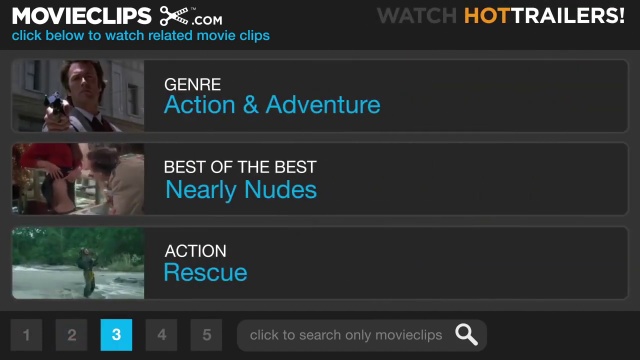 MOVIECLIPS .COM
WATCH HOTTRAILERS!
click below to watch related movie clips
GENRE
Action & Adventure
BEST OF THE BEST
Nearly Nudes
ACTION
Rescue
1 2 3 4 5 click to search only movieclips